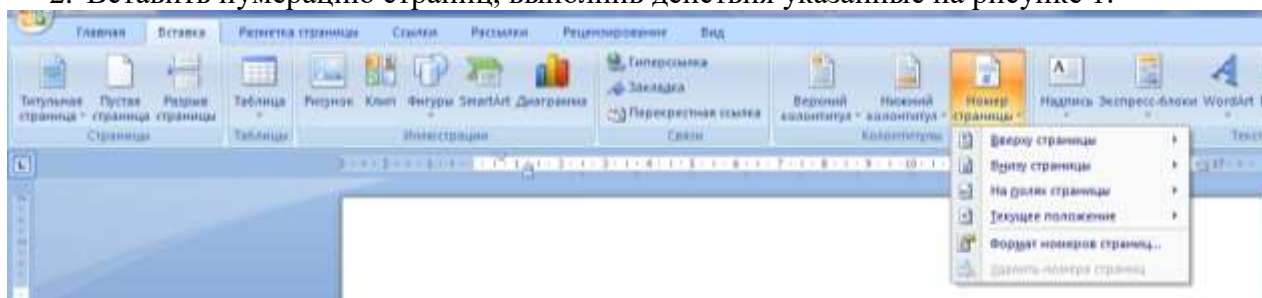 2. Вставить нумерацию страниц, выполнив действия указанные на рисунке 1.
Главная Вставка Разметка страницы Ссылки Рассылки Рецензирование Вид
Титульная страница Пустая страница Разрыв страницы Таблица Рисунок Клип Фигуры SmartArt Диаграмма
Гиперссылка
Закладка
Перекрестная ссылка
Верхний колонтитул Нижний колонтитул Номер страницы Надпись Экспресс-блоки WordArt
Страницы Таблицы Иллюстрации Связи Колонтитулы Текст
Вверху страницы
Внизу страницы
На полях страницы
Текущее положение
Формат номеров страниц...
Удалить номера страниц